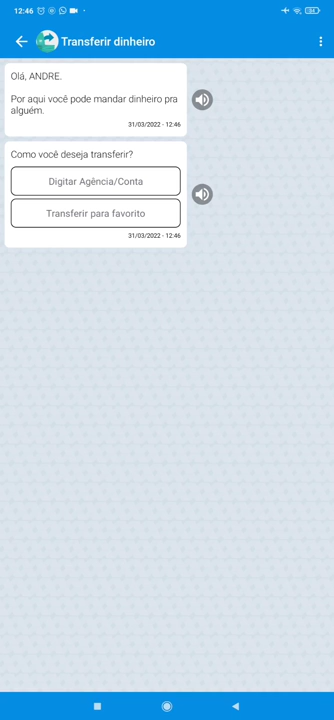 12:46
Transferir dinheiro
Olá, ANDRE.
Por aqui você pode mandar dinheiro pra
alguém.
31/03/2022 - 12:46
Como você deseja transferir?
Digitar Agência/Conta
Transferir para favorito
31/03/2022 - 12:46